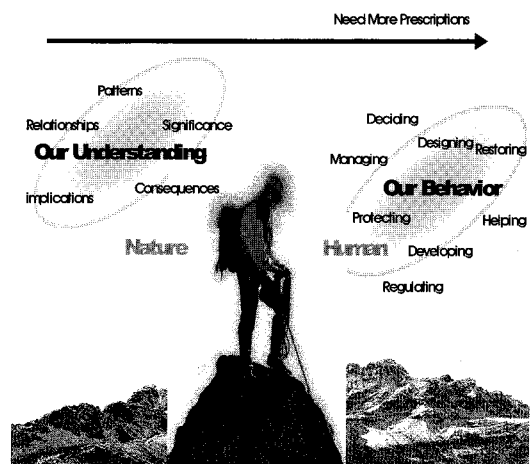 Need More Prescriptions
Patterns
Relationships
Significance
Our Understanding
implications
Consequences
Nature
Deciding
Designing
Restoring
Managing
Our Behavior
Protecting
Helping
Human
Developing
Regulating